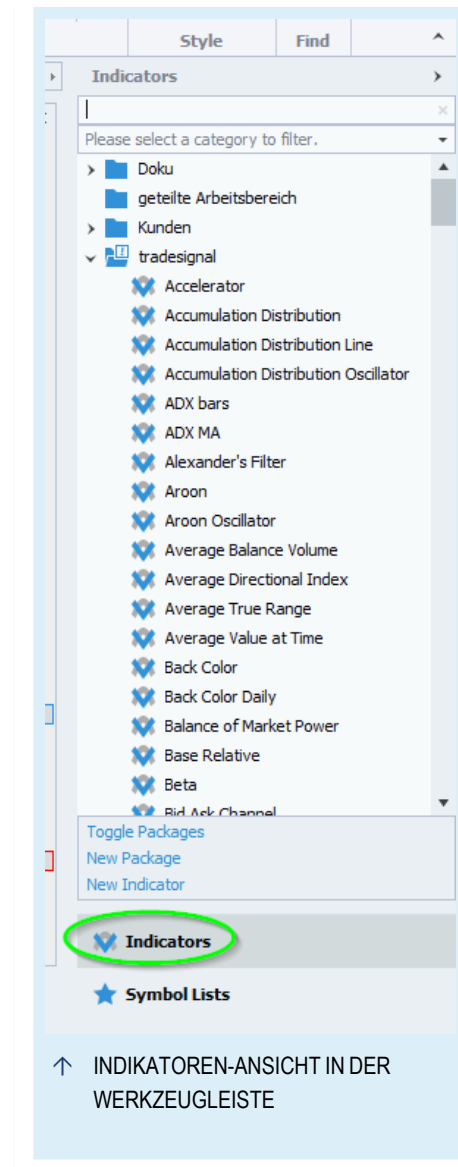 Style Find
Indicators
Please select a category to filter.
Doku
geteilte Arbeitsbereich
Kunden
tradesignal
Accelerator
Accumulation Distribution
Accumulation Distribution Line
Accumulation Distribution Oscillator
ADX bars
ADX MA
Alexander's Filter
Aroon
Aroon Oscillator
Average Balance Volume
Average Directional Index
Average True Range
Average Value at Time
Back Color
Back Color Daily
Balance of Market Power
Base Relative
Beta
Bid Ask Channel
Toggle Packages
New Package
New Indicator
Indicators
Symbol Lists
↑ INDIKATOREN-ANSICHT IN DER
WERKZEUGLEISTE